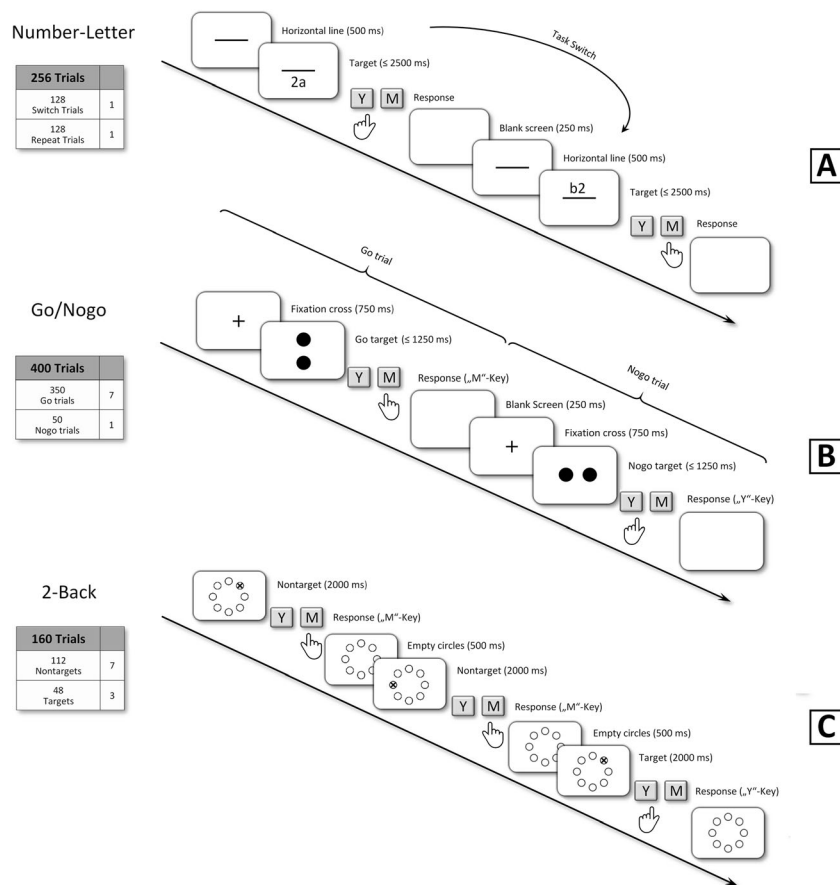 Number-Letter
256 Trials
128
Switch Trials
1
128
Repeat Trials
1
Horizontal line (500 ms)
Target (≤ 2500 ms)
2a
Y M
Response
Task Switch
Blank screen (250 ms)
Horizontal line (500 ms)
b2
Target (≤ 2500 ms)
Y M
Response
A
Go/Nogo
400 Trials
350
Go trials
7
50
Nogo trials
1
Go trial
Fixation cross (750 ms)
Go target (≤ 1250 ms)
Y M
Response („M“-Key)
Nogo trial
Blank Screen (250 ms)
Fixation cross (750 ms)
Nogo target (≤ 1250 ms)
Y M
Response („Y“-Key)
B
2-Back
160 Trials
112
Nontargets
7
48
Targets
3
Nontarget (2000 ms)
Y M
Response („M“-Key)
Empty circles (500 ms)
Nontarget (2000 ms)
Y M
Response („M“-Key)
Empty circles (500 ms)
Target (2000 ms)
Y M
Response („Y“-Key)
C